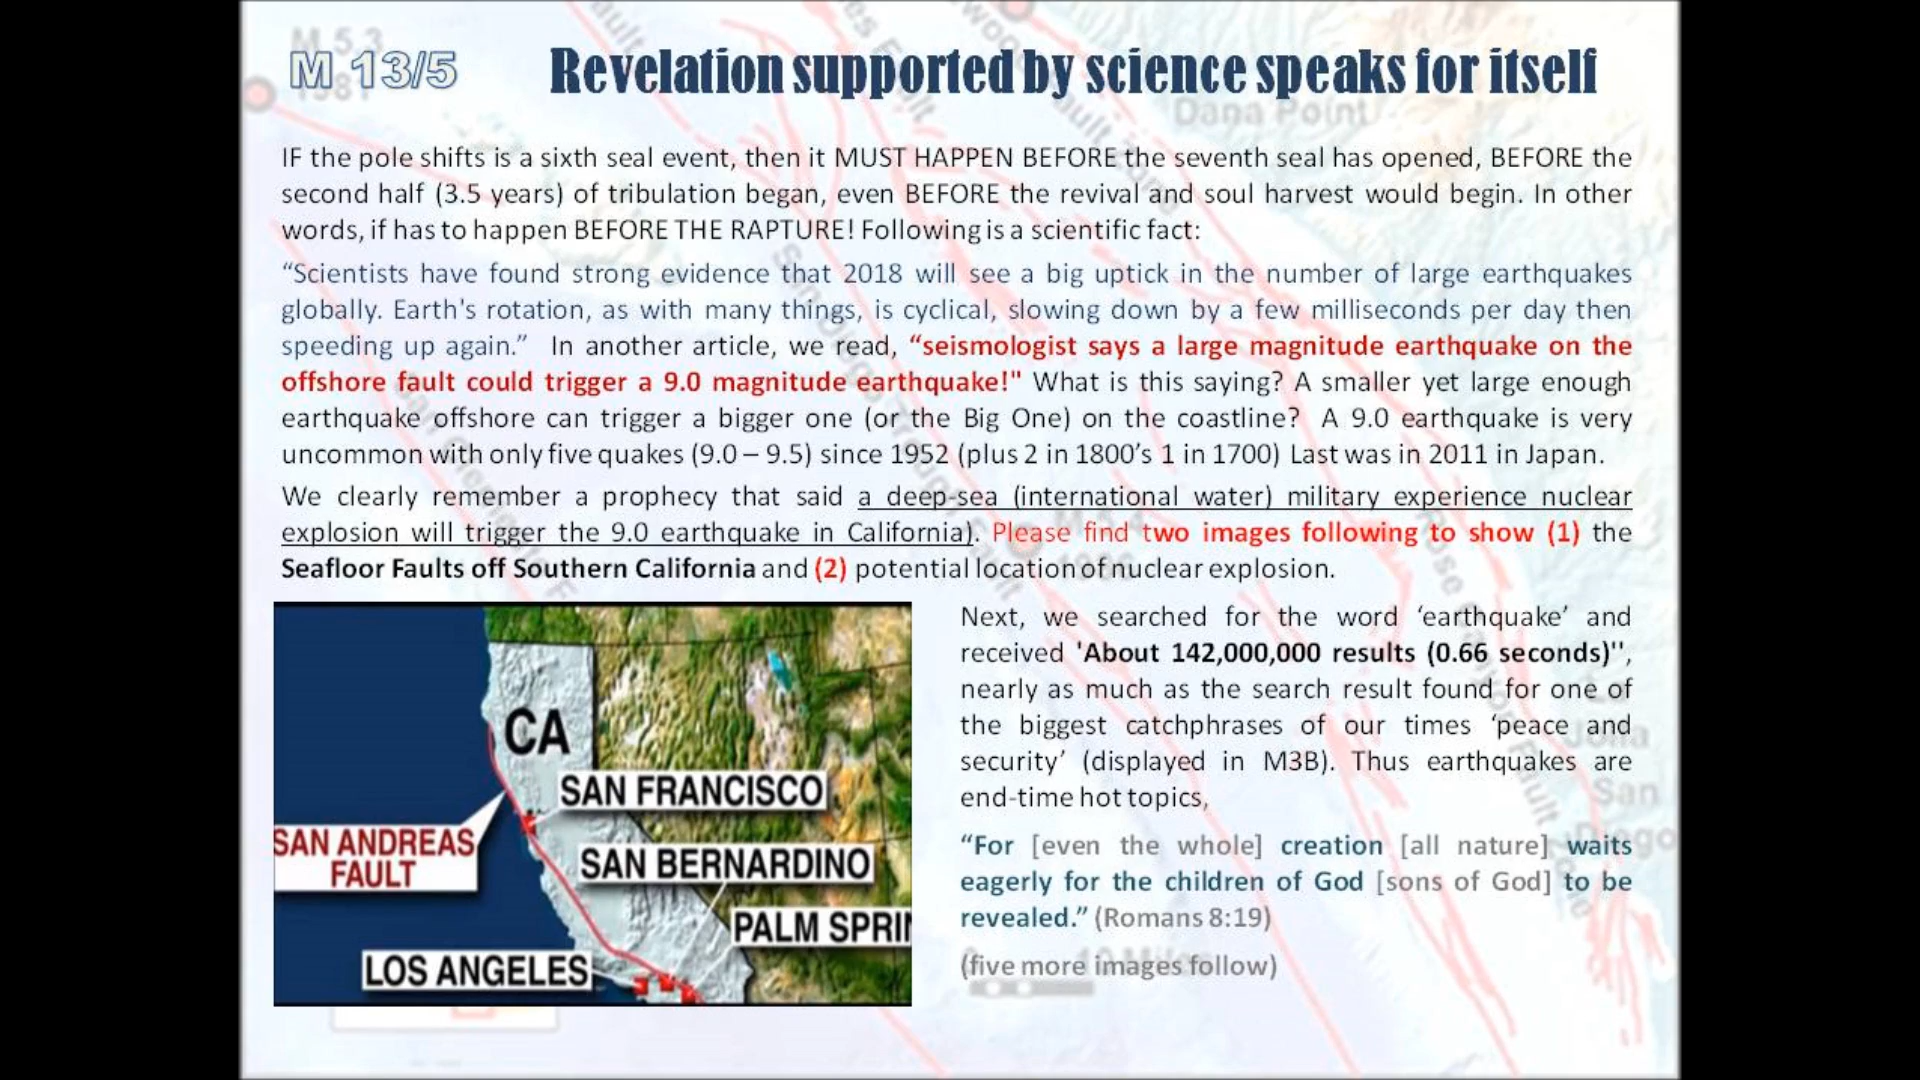 M 13/5
Revelation supported by science speaks for itself
IF the pole shifts is a sixth seal event, then it MUST HAPPEN BEFORE the seventh seal has opened, BEFORE the
second half (3.5 years) of tribulation began, even BEFORE the revival and soul harvest would begin. In other
words, if has to happen BEFORE THE RAPTURE! Following is a scientific fact:
“Scientists have found strong evidence that 2018 will see a big uptick in the number of large earthquakes
globally. Earth's rotation, as with many things, is cyclical, slowing down by a few milliseconds per day then
speeding up again.” In another article, we read, “seismologist says a large magnitude earthquake on the
offshore fault could trigger a 9.0 magnitude earthquake!" What is this saying? A smaller yet large enough
earthquake offshore can trigger a bigger one (or the Big One) on the coastline? A 9.0 earthquake is very
uncommon with only five quakes (9.0 – 9.5) since 1952 (plus 2 in 1800’s 1 in 1700) Last was in 2011 in Japan.
We clearly remember a prophecy that said a deep-sea (international water) military experience nuclear
explosion will trigger the 9.0 earthquake in California). Please find two images following to show (1) the
Seafloor Faults off Southern California and (2) potential location of nuclear explosion.
CA
SAN FRANCISCO
SAN ANDREAS
FAULT
SAN BERNARDINO
PALM SPRI
LOS ANGELES
Next, we searched for the word ‘earthquake’ and
received 'About 142,000,000 results (0.66 seconds)'',
nearly as much as the search result found for one of
the biggest catchphrases of our times ‘peace and
security’ (displayed in M3B). Thus earthquakes are
end-time hot topics,
“For [even the whole] creation [all nature] waits
eagerly for the children of God [sons of God] to be
revealed.” (Romans 8:19)
(five more images follow)
M 5.3
1981
Dana Point
San
Diego